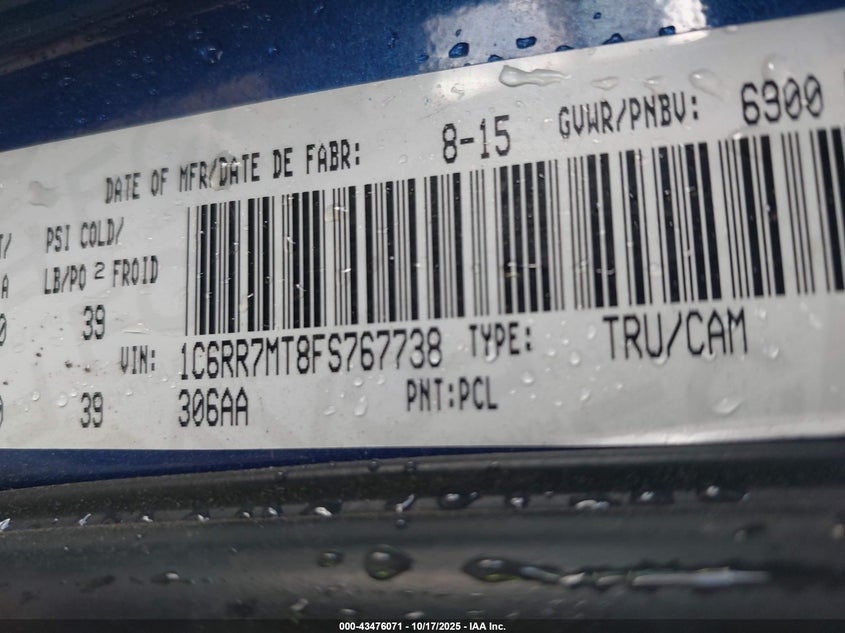 DATE OF MFR/DATE DE FABR: 8-15 GVWR/PNBV: 6900
PSI COLD/
LB/PO 2 FROID
39
VIN: 1C6RR7MT8FS767738 TYPE: TRU/CAM
39 306AA PNT:PCL
000-43476071 | 10/17/2025 - IAA Inc.